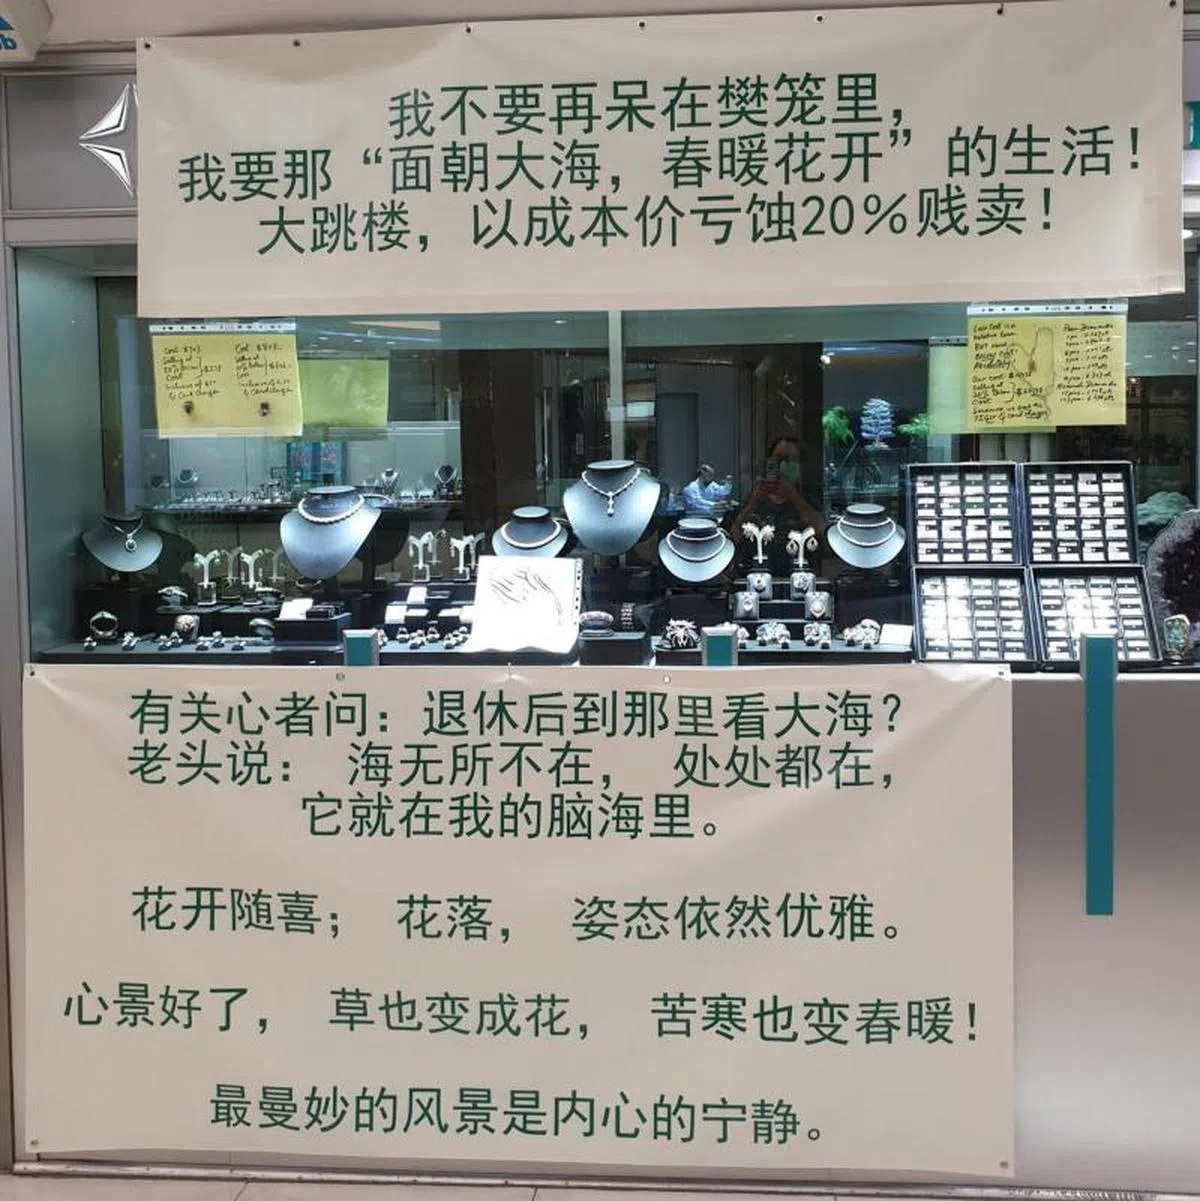 我不要再呆在樊笼里，
我要那“面朝大海，春暖花开”的生活！
大跳楼，以成本价亏蚀20%贱卖！
有关心者问：退休后到那里看大海？
老头说： 海无所不在， 处处都在，
它就在我的脑海里。
花开随喜； 花落， 姿态依然优雅。
心景好了， 草也变成花， 苦寒也变春暖！
最曼妙的风景是内心的宁静。